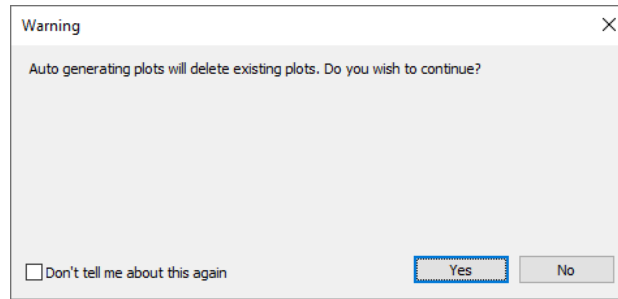 Warning
Auto generating plots will delete existing plots. Do you wish to continue?
Don't tell me about this again
Yes
No